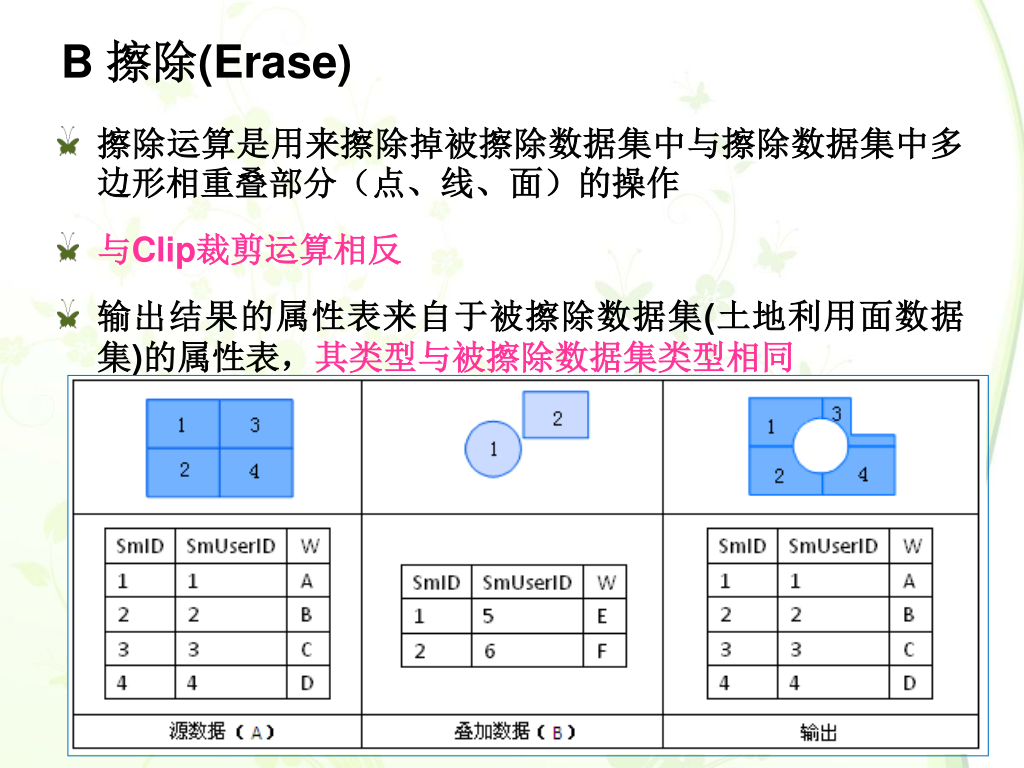 B 擦除(Erase)
擦除运算是用来擦除掉被擦除数据集中与擦除数据集中多
边形相重叠部分（点、线、面）的操作
与Clip裁剪运算相反
输出结果的属性表来自于被擦除数据集(土地利用面数据
集)的属性表，其类型与被擦除数据集类型相同
1 3
2 4
2
1
3
1
2 4
SmID SmUserID W
1 1 A
2 2 B
3 3 C
4 4 D
SmID SmUserID W
1 5 E
2 6 F
SmID SmUserID W
1 1 A
2 2 B
3 3 C
4 4 D
源数据（A）
叠加数据（B）
输出